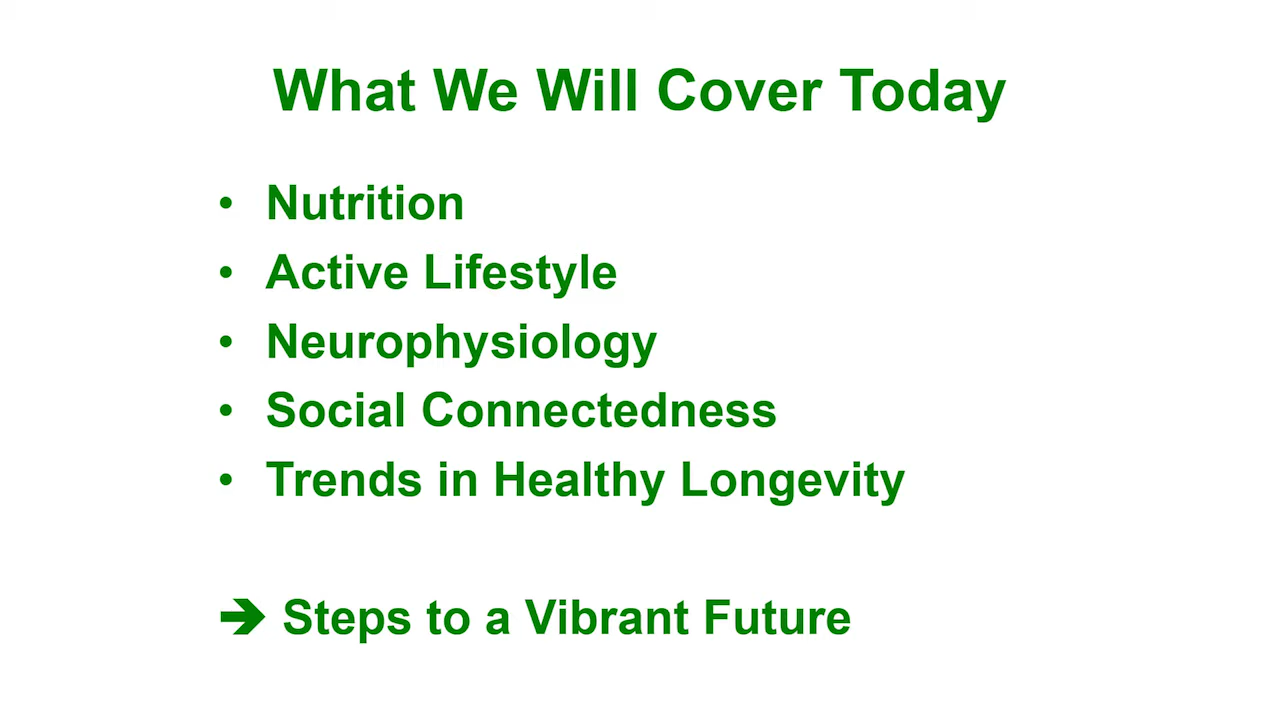 What We Will Cover Today
• Nutrition
• Active Lifestyle
• Neurophysiology
• Social Connectedness
• Trends in Healthy Longevity
➔ Steps to a Vibrant Future